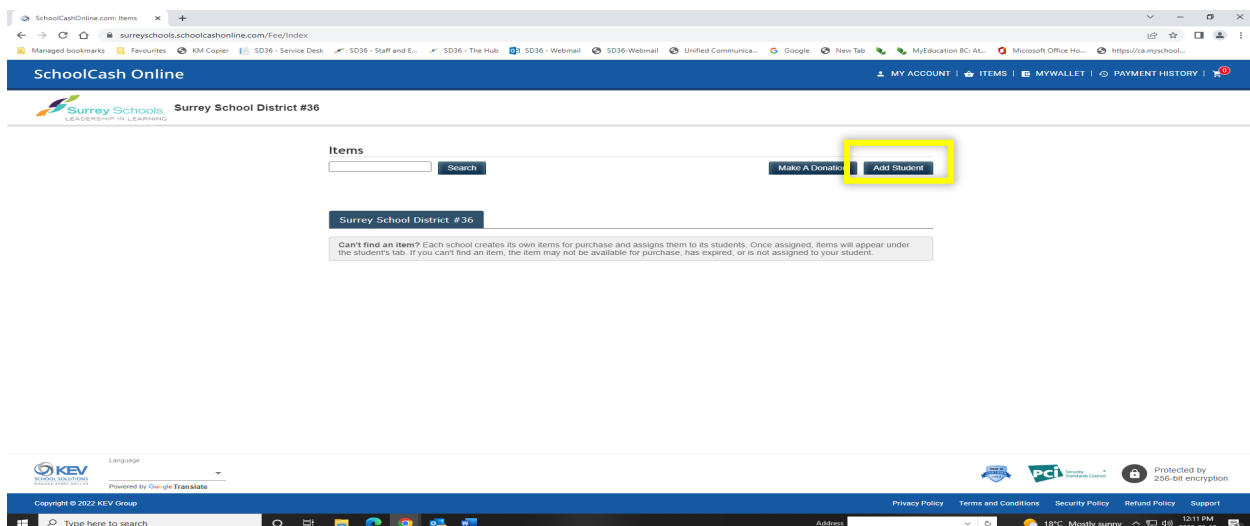 SchoolCashOnline.com: Items
surreyschools.schoolcashonline.com/Fee/Index
Managed bookmarks Favourites KM Copier SD36 - Service Desk SD36 - Staff and E... SD36 - The Hub SD36 - Webmail SD36-Webmail Unified Communica... Google New Tab MyEducation BC: At... Microsoft Office Ho... https://ca.myschool...
SchoolCash Online MY ACCOUNT | ITEMS | MYWALLET | PAYMENT HISTORY | 0
Surrey Schools Surrey School District #36
LEADERSHIP IN LEARNING
Items
Search Make A Donation Add Student
Surrey School District #36
Can't find an item? Each school creates its own items for purchase and assigns them to its students. Once assigned, items will appear under
the student's tab. If you can't find an item, the item may not be available for purchase, has expired, or is not assigned to your student.
Language
KEV
SCHOOL SOLUTIONS
Powered by Google Translate
PCI Security Standards Council
Protected by
256-bit encryption
Copyright © 2022 KEV Group Privacy Policy Terms and Conditions Security Policy Refund Policy Support
Type here to search Address 18°C Mostly sunny 12:11 PM